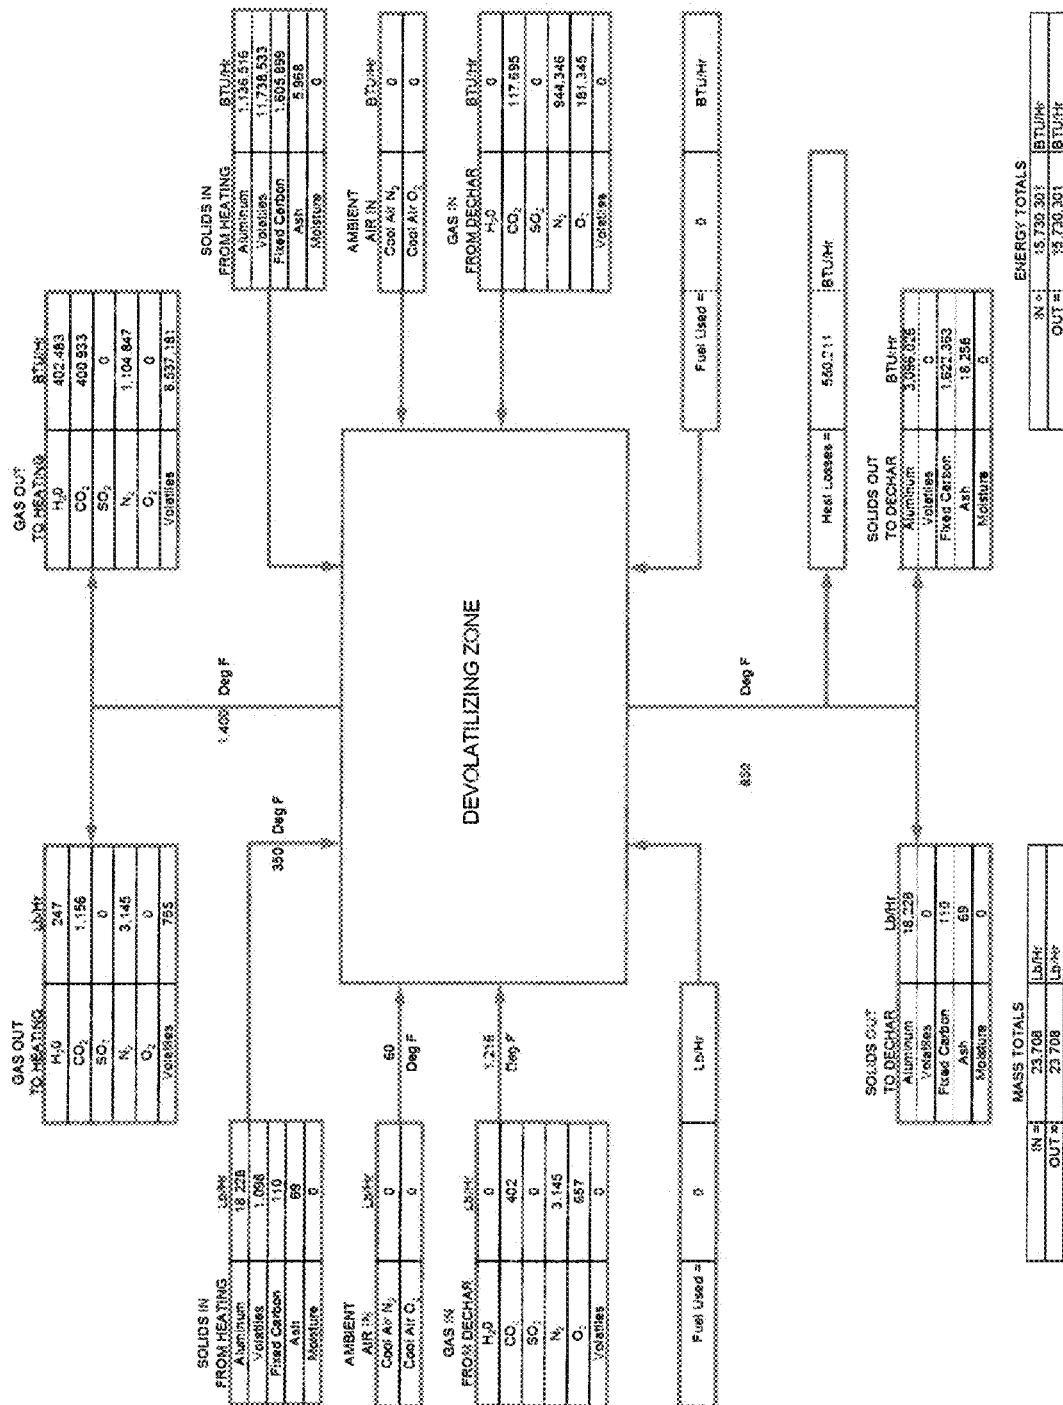 GAS OUT
TO HEATING Lb/Hr
H₂O 247
CO₂ 1,156
SO₂ 0
N₂ 3,145
O₂ 0
Volatiles 755
GAS OUT
TO HEATING BTU/Hr
H₂O 402,483
CO₂ 400,933
SO₂ 0
N₂ 1,104,847
O₂ 0
Volatiles 8,537,181
1,400 Deg F
SOLIDS IN
FROM HEATING Lb/Hr
Aluminum 18,228
Volatiles 1,098
Fixed Carbon 110
Ash 69
Moisture 0
350 Deg F
SOLIDS IN
FROM HEATING BTU/Hr
Aluminum 1,136,516
Volatiles 11,738,533
Fixed Carbon 1,605,899
Ash 5,968
Moisture 0
AMBIENT
AIR IN Lb/Hr
Cool Air N₂ 0
Cool Air O₂ 0
60
Deg F
AMBIENT
AIR IN BTU/Hr
Cool Air N₂ 0
Cool Air O₂ 0
GAS IN
FROM DECHAR Lb/Hr
H₂O 0
CO₂ 402
SO₂ 0
N₂ 3,145
O₂ 657
Volatiles 0
1,216
Deg F
DEVOLATILIZING ZONE
GAS IN
FROM DECHAR BTU/Hr
H₂O 0
CO₂ 117,695
SO₂ 0
N₂ 944,346
O₂ 181,345
Volatiles
Fuel Used = 0 Lb/Hr
Fuel Used = 0 BTU/Hr
Deg F
Heat Losses = 550,211 BTU/Hr
SOLIDS OUT
TO DECHAR Lb/Hr
Aluminum 18,228
Volatiles 0
Fixed Carbon 110
Ash 69
Moisture 0
SOLIDS OUT
TO DECHAR BTU/Hr
Aluminum 3,096,026
Volatiles 0
Fixed Carbon
Ash
Moisture 0
MASS TOTALS
IN = 23,708 Lb/Hr
OUT = 23,708 Lb/Hr
ENERGY TOTALS
IN = 15,730,301 BTU/Hr
OUT = 15,730,301 BTU/Hr